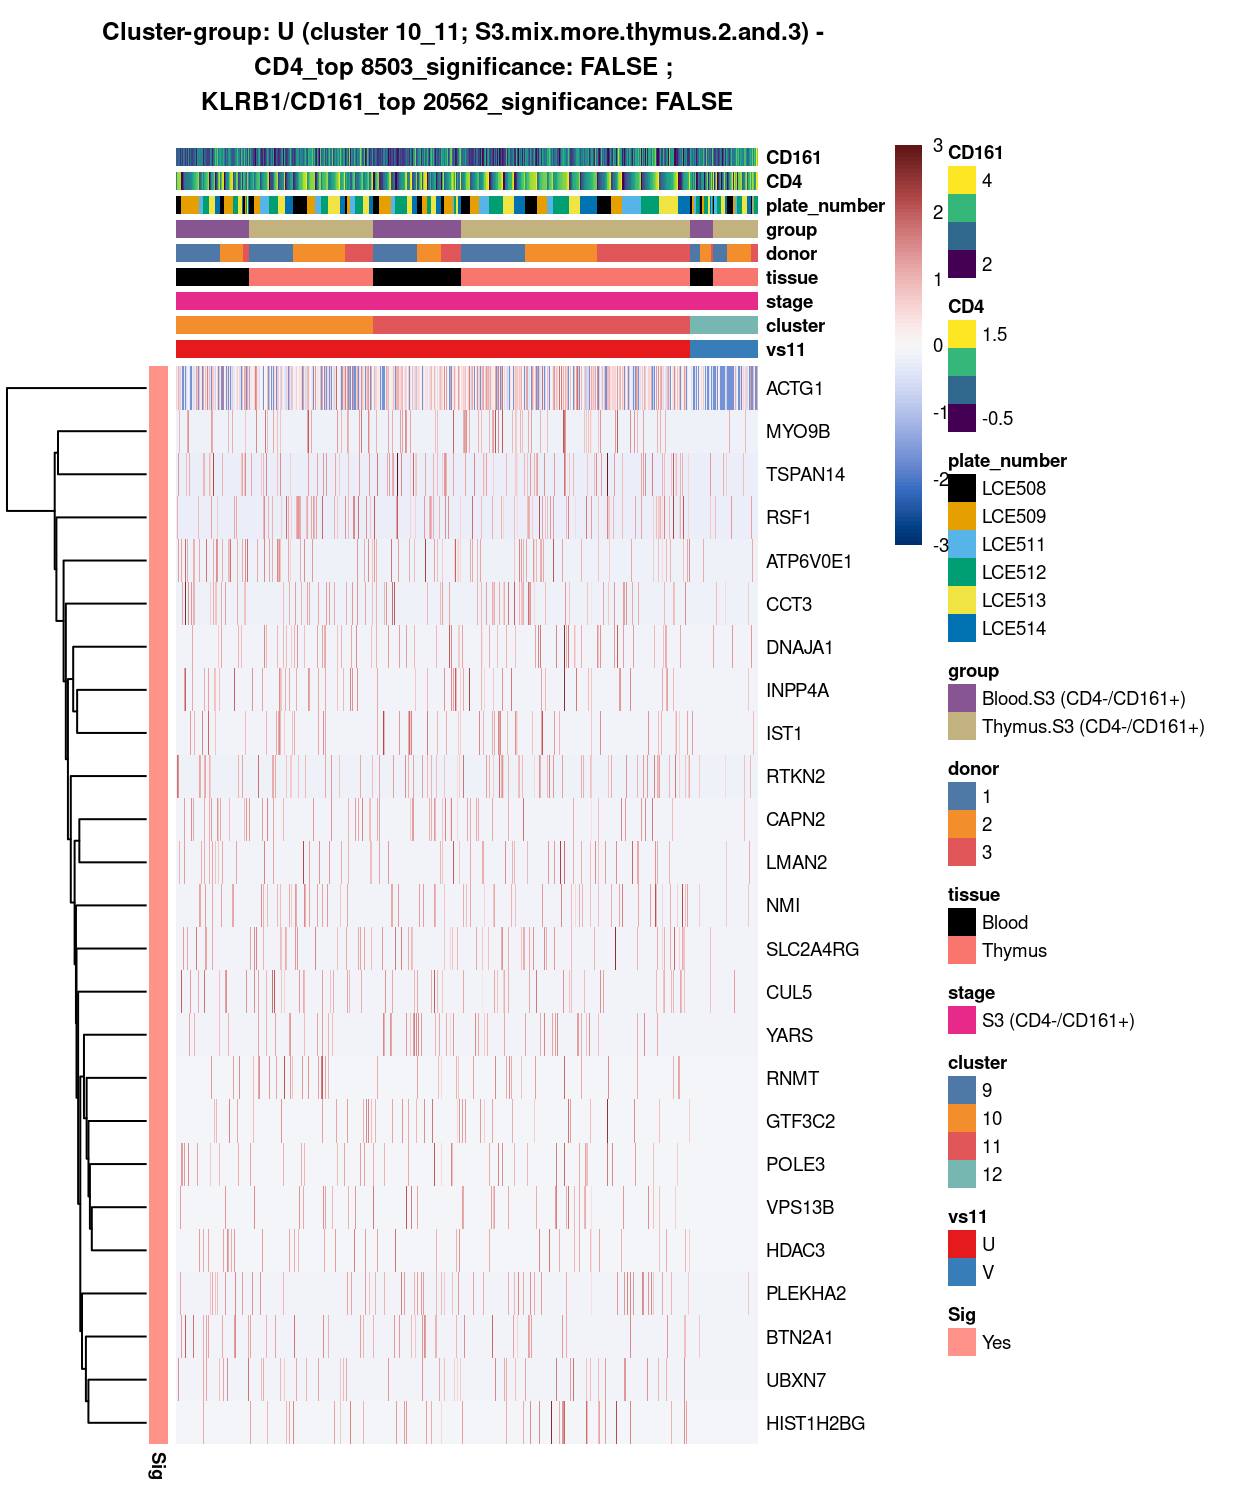 Cluster-group: U (cluster 10_11; S3.mix.more.thymus.2.and.3) -
CD4_top 8503_significance: FALSE ;
KLRB1/CD161_top 20562_significance: FALSE
CD161
CD4
plate_number
group
donor
tissue
stage
cluster
vs11
ACTG1
MYO9B
TSPAN14
RSF1
ATP6V0E1
CCT3
DNAJA1
INPP4A
IST1
RTKN2
CAPN2
LMAN2
NMI
SLC2A4RG
CUL5
YARS
RNMT
GTF3C2
POLE3
VPS13B
HDAC3
PLEKHA2
BTN2A1
UBXN7
HIST1H2BG
Sig
3
2
1
0
-1
-2
-3
CD161
4
2
CD4
1.5
-0.5
plate_number
LCE508
LCE509
LCE511
LCE512
LCE513
LCE514
group
Blood.S3 (CD4-/CD161+)
Thymus.S3 (CD4-/CD161+)
donor
1
2
3
tissue
Blood
Thymus
stage
S3 (CD4-/CD161+)
cluster
9
10
11
12
vs11
U
V
Sig
Yes